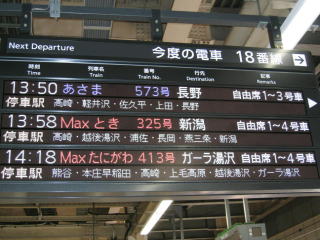 Next Departure 今度の電車 18番線
時刻 列車名 番号 行先 記事
Time Train Train No. Destination Remarks
13:50 あさま 573号 長野 自由席 1~3号車
停車駅 高崎・軽井沢・佐久平・上田・長野
13:58 Maxとき 325号 新潟 自由席 1~4号車
停車駅 高崎・越後湯沢・浦佐・長岡・燕三条・新潟
14:18 Maxたにがわ 413号 ガーラ湯沢 自由席 1~4号車
停車駅 熊谷・本庄早稲田・高崎・上毛高原・越後湯沢・ガーラ湯沢